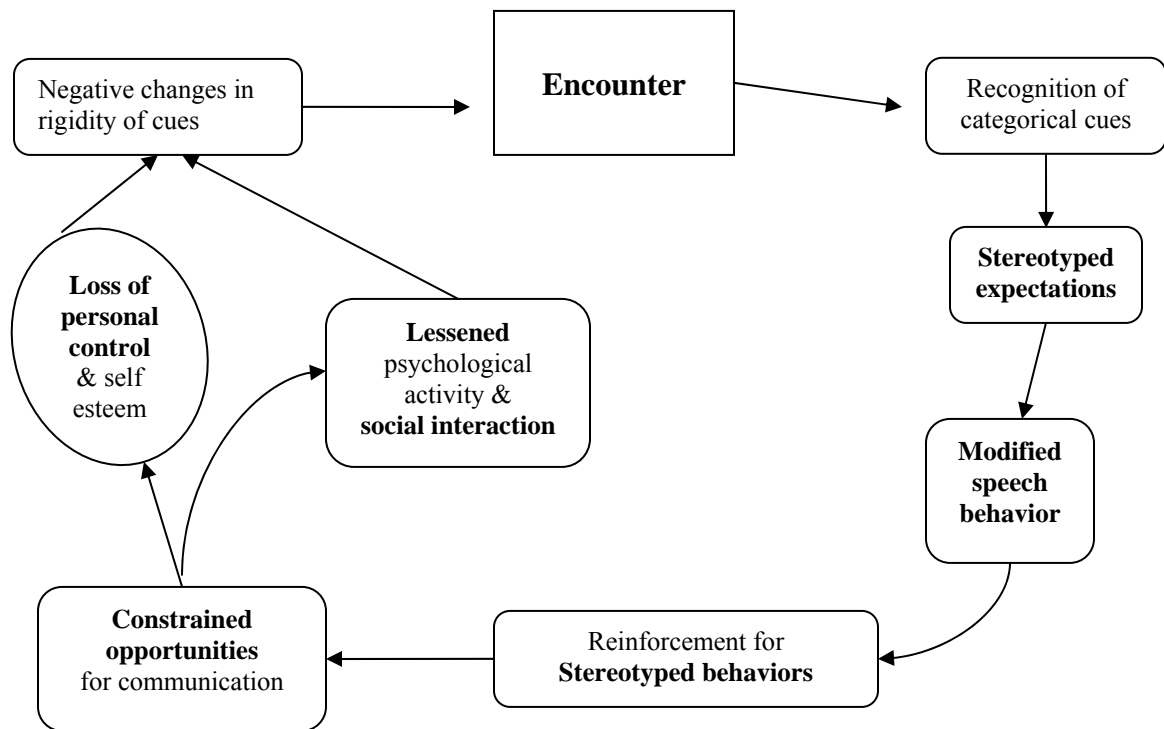 Encounter
Recognition of
categorical cues
Stereotyped
expectations
Modified
speech
behavior
Reinforcement for
Stereotyped behaviors
Constrained
opportunities
for communication
Lessened
psychological
activity &
social interaction
Loss of
personal
control
& self
esteem
Negative changes in
rigidity of cues